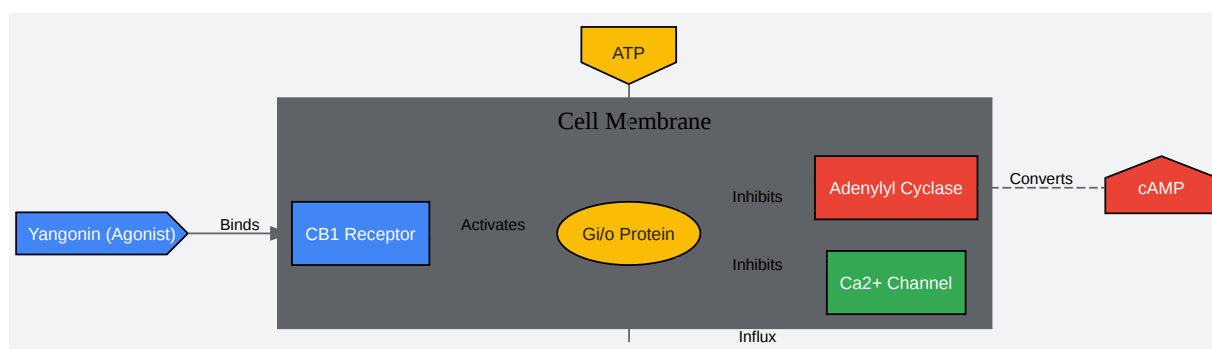 ATP
Cell Membrane
Adenylyl Cyclase
Converts
cAMP
Inhibits
Yangonin (Agonist)
Binds
CB1 Receptor
Activates
Gi/o Protein
Inhibits
Ca2+ Channel
Influx